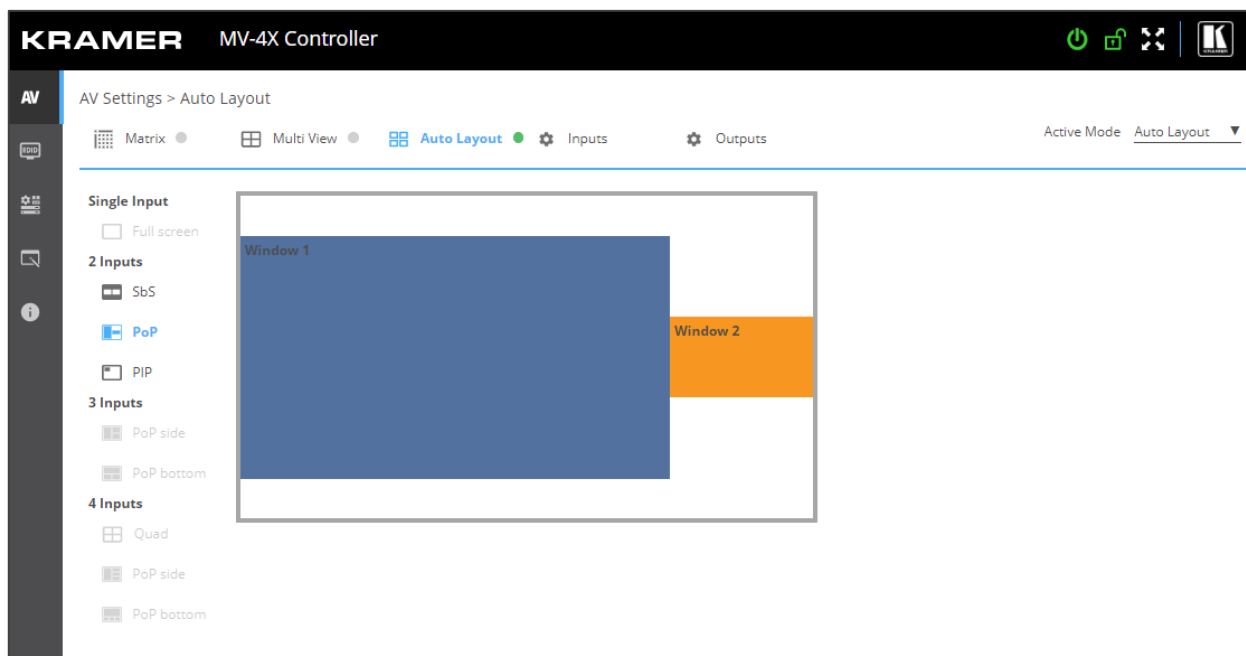 KRAMER MV-4X Controller
AV
AV Settings > Auto Layout
Matrix Multi View Auto Layout Inputs Outputs
Active Mode Auto Layout
EDID
Single Input
Full screen
2 Inputs
SbS
PoP
PIP
3 Inputs
PoP side
PoP bottom
4 Inputs
Quad
PoP side
PoP bottom
Window 1
Window 2
KRAMER